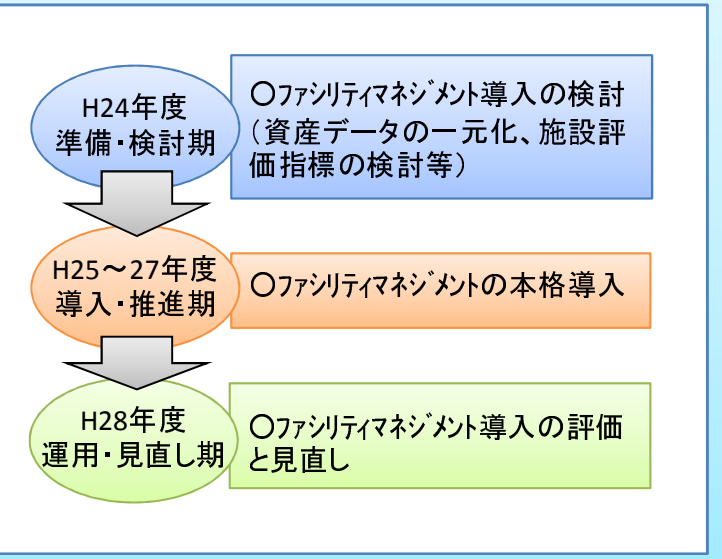 H24年度
準備・検討期
○ファシリティマネジメント導入の検討
（資産データの一元化、施設評
価指標の検討等）
H25～27年度
導入・推進期
○ファシリティマネジメントの本格導入
H28年度
運用・見直し期
○ファシリティマネジメント導入の評価
と見直し